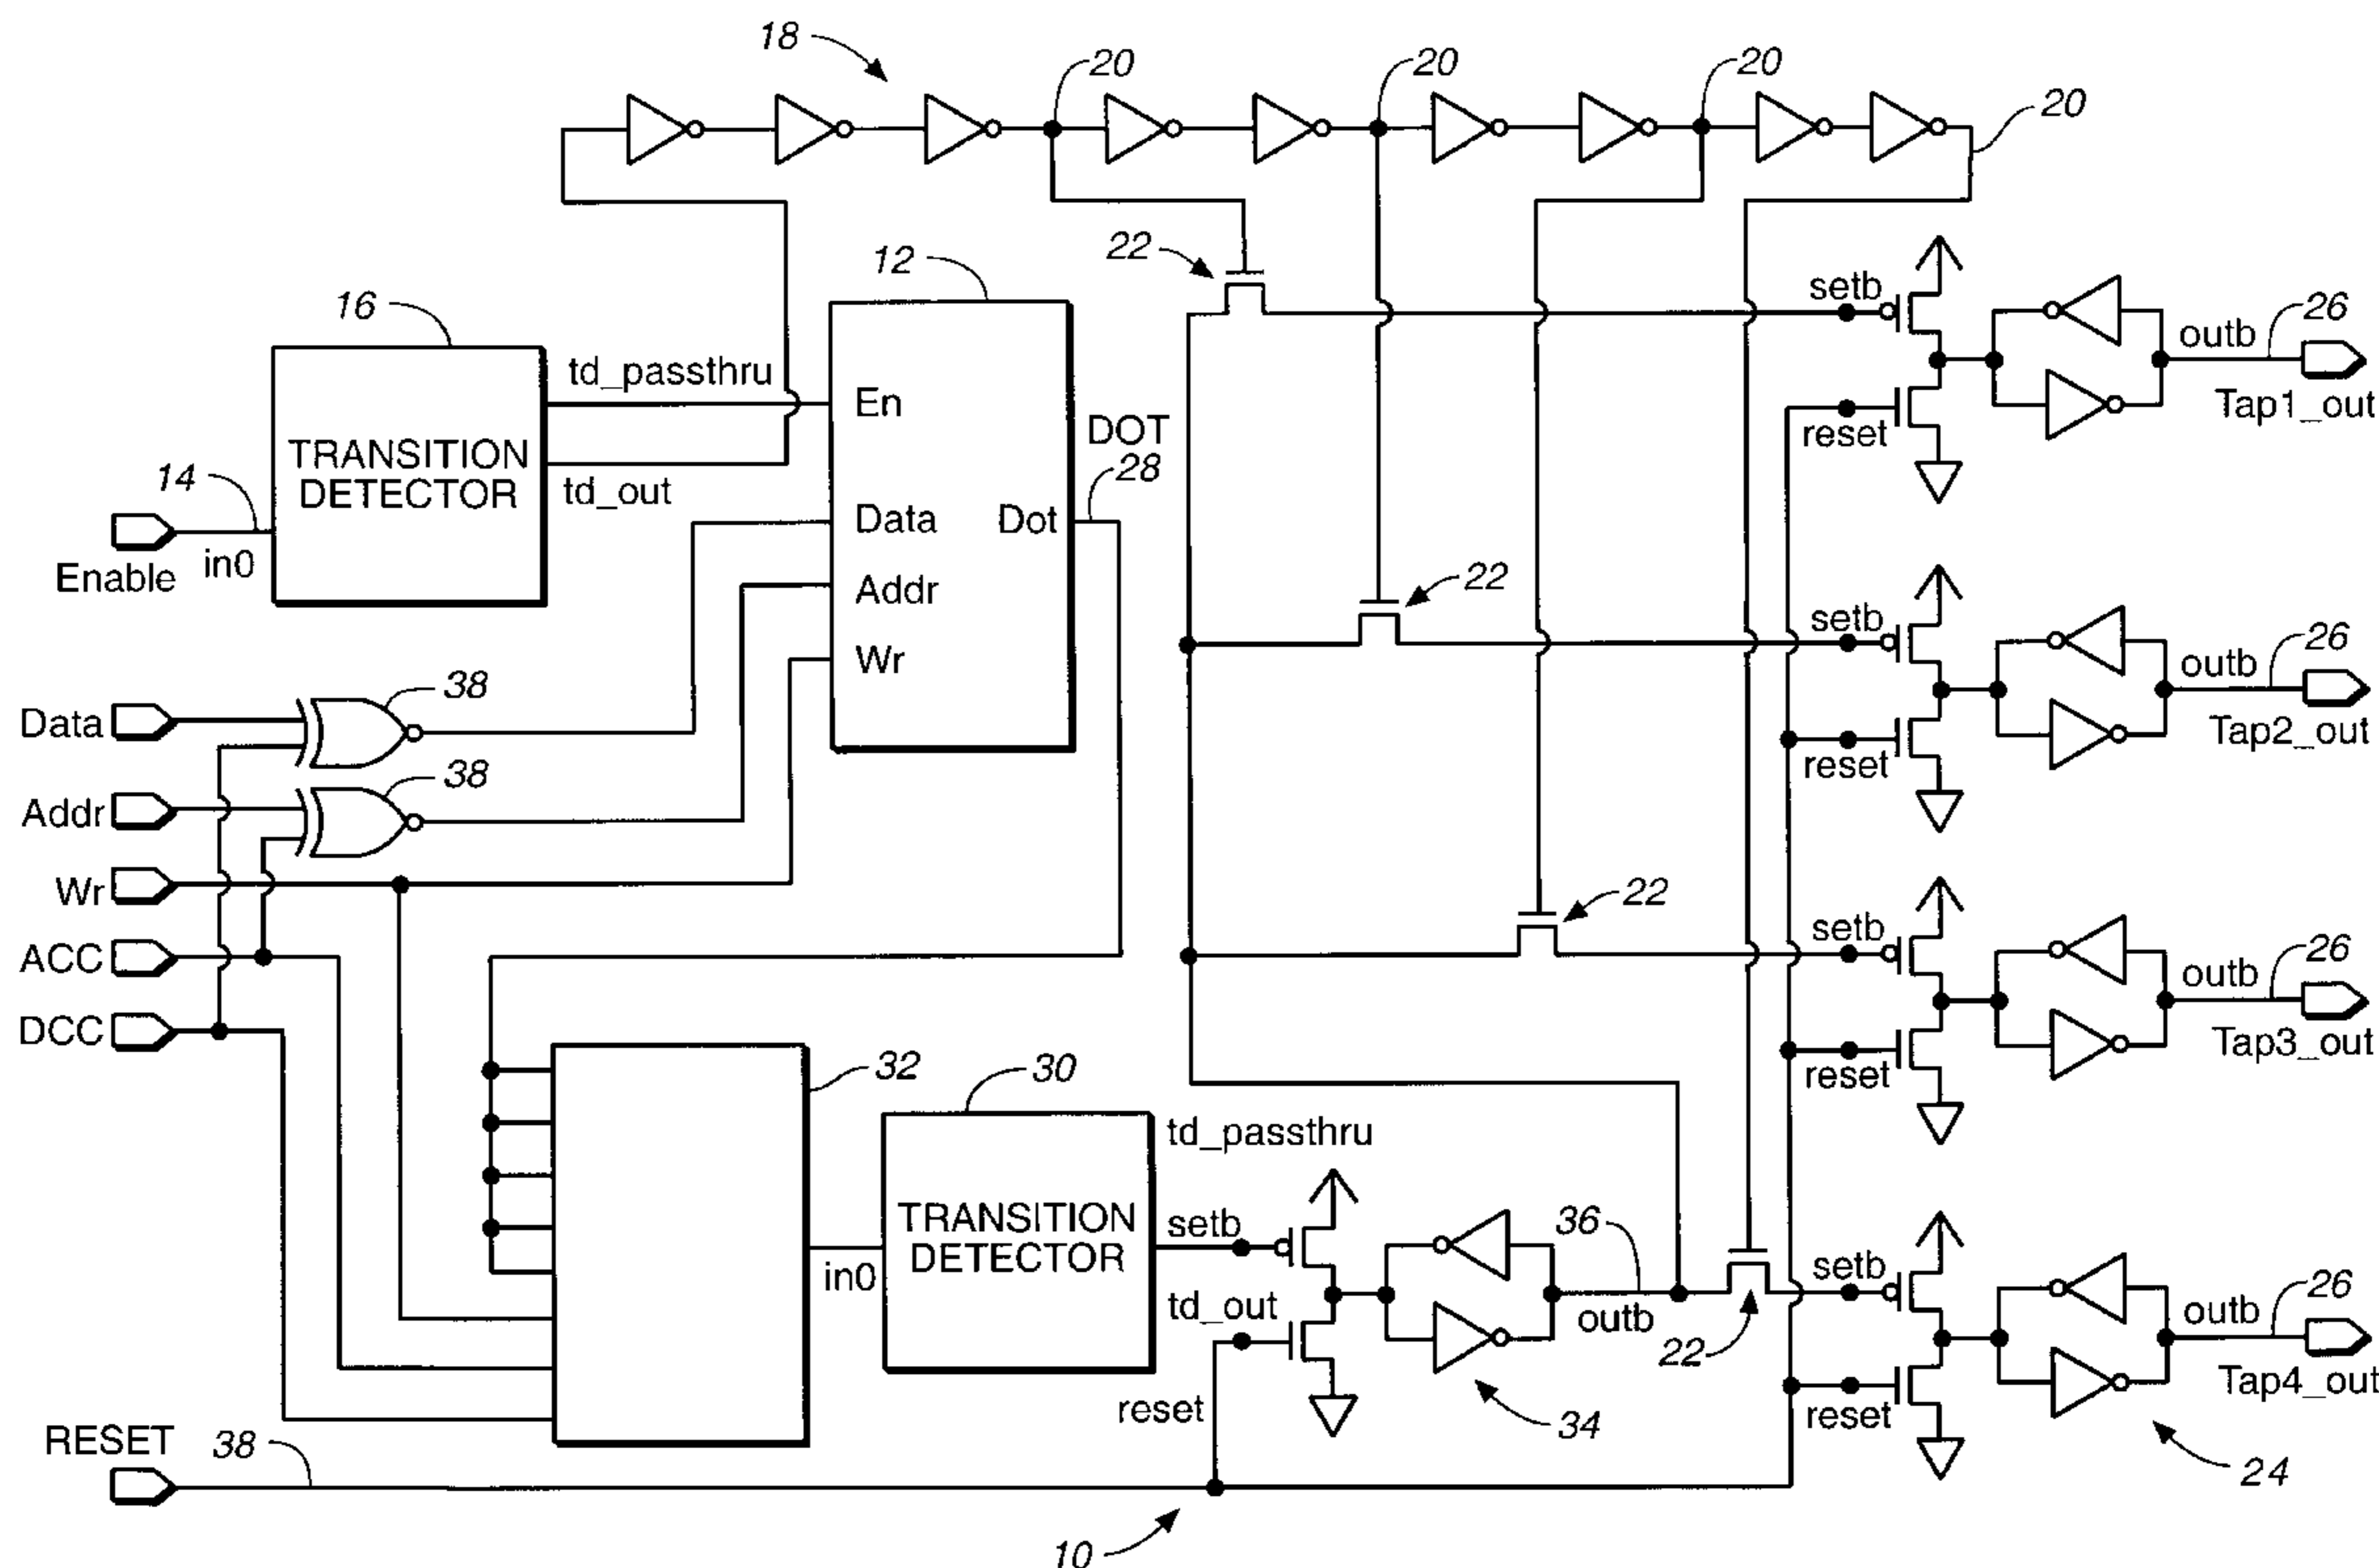 18
20
20
20
20
22
12
16
setb
26
outb
Tap1_out
reset
td_passthru
En
DOT
28
TRANSITION
DETECTOR
14
td_out
Data
Dot
in0
Enable
Addr
Wr
22
setb
26
outb
Tap2_out
reset
Data
38
Addr
38
Wr
ACC
DCC
22
setb
26
outb
Tap3_out
reset
32
30
td_passthru
TRANSITION
DETECTOR
in0
setb
td_out
36
outb
22
setb
26
outb
Tap4_out
reset
reset
34
24
RESET
38
10